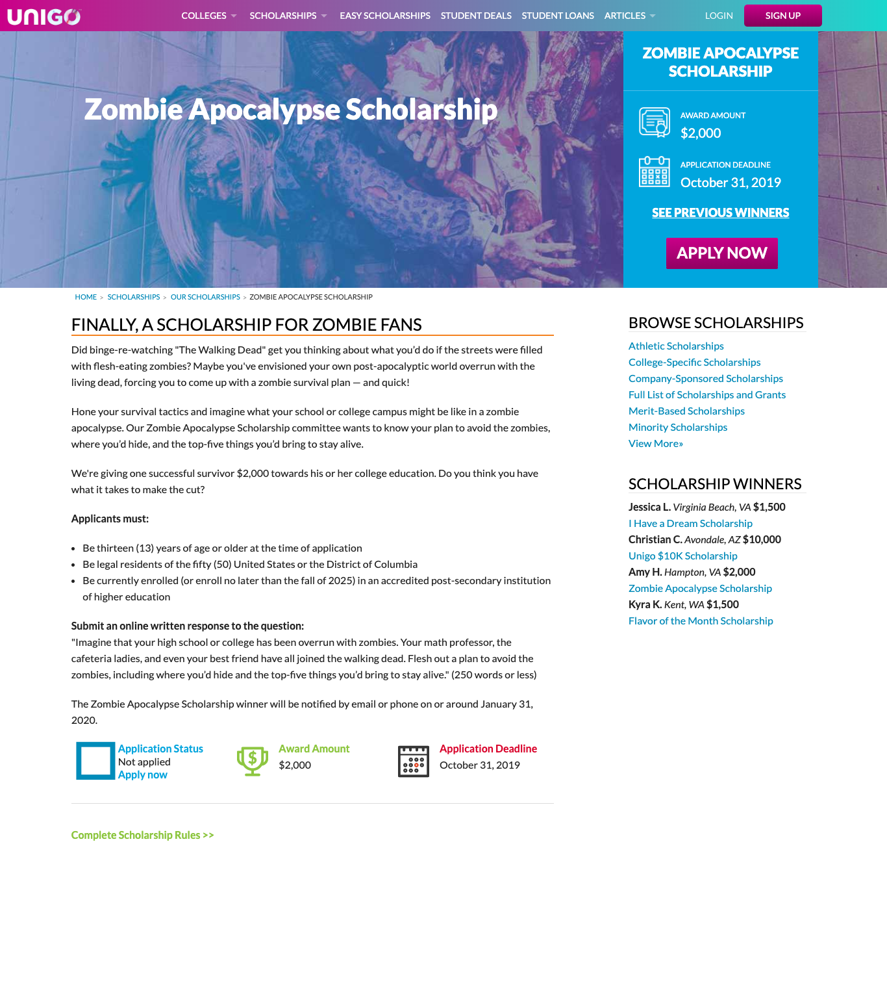 UNIGO
COLLEGES
SCHOLARSHIPS
EASY SCHOLARSHIPS
STUDENT DEALS
STUDENT LOANS
ARTICLES
LOGIN
SIGN UP
Zombie Apocalypse Scholarship
ZOMBIE APOCALYPSE
SCHOLARSHIP
AWARD AMOUNT
$2,000
APPLICATION DEADLINE
October 31, 2019
SEE PREVIOUS WINNERS
APPLY NOW
HOME > SCHOLARSHIPS > OUR SCHOLARSHIPS > ZOMBIE APOCALYPSE SCHOLARSHIP
FINALLY, A SCHOLARSHIP FOR ZOMBIE FANS
Did binge-re-watching "The Walking Dead" get you thinking about what you’d do if the streets were filled
with flesh-eating zombies? Maybe you've envisioned your own post-apocalyptic world overrun with the
living dead, forcing you to come up with a zombie survival plan — and quick!
Hone your survival tactics and imagine what your school or college campus might be like in a zombie
apocalypse. Our Zombie Apocalypse Scholarship committee wants to know your plan to avoid the zombies,
where you’d hide, and the top-five things you’d bring to stay alive.
We're giving one successful survivor $2,000 towards his or her college education. Do you think you have
what it takes to make the cut?
Applicants must:
• Be thirteen (13) years of age or older at the time of application
• Be legal residents of the fifty (50) United States or the District of Columbia
• Be currently enrolled (or enroll no later than the fall of 2025) in an accredited post-secondary institution
of higher education
Submit an online written response to the question:
"Imagine that your high school or college has been overrun with zombies. Your math professor, the
cafeteria ladies, and even your best friend have all joined the walking dead. Flesh out a plan to avoid the
zombies, including where you’d hide and the top-five things you’d bring to stay alive." (250 words or less)
The Zombie Apocalypse Scholarship winner will be notified by email or phone on or around January 31,
2020.
Application Status
Not applied
Apply now
Award Amount
$2,000
Application Deadline
October 31, 2019
Complete Scholarship Rules >>
BROWSE SCHOLARSHIPS
Athletic Scholarships
College-Specific Scholarships
Company-Sponsored Scholarships
Full List of Scholarships and Grants
Merit-Based Scholarships
Minority Scholarships
View More»
SCHOLARSHIP WINNERS
Jessica L. Virginia Beach, VA $1,500
I Have a Dream Scholarship
Christian C. Avondale, AZ $10,000
Unigo $10K Scholarship
Amy H. Hampton, VA $2,000
Zombie Apocalypse Scholarship
Kyra K. Kent, WA $1,500
Flavor of the Month Scholarship